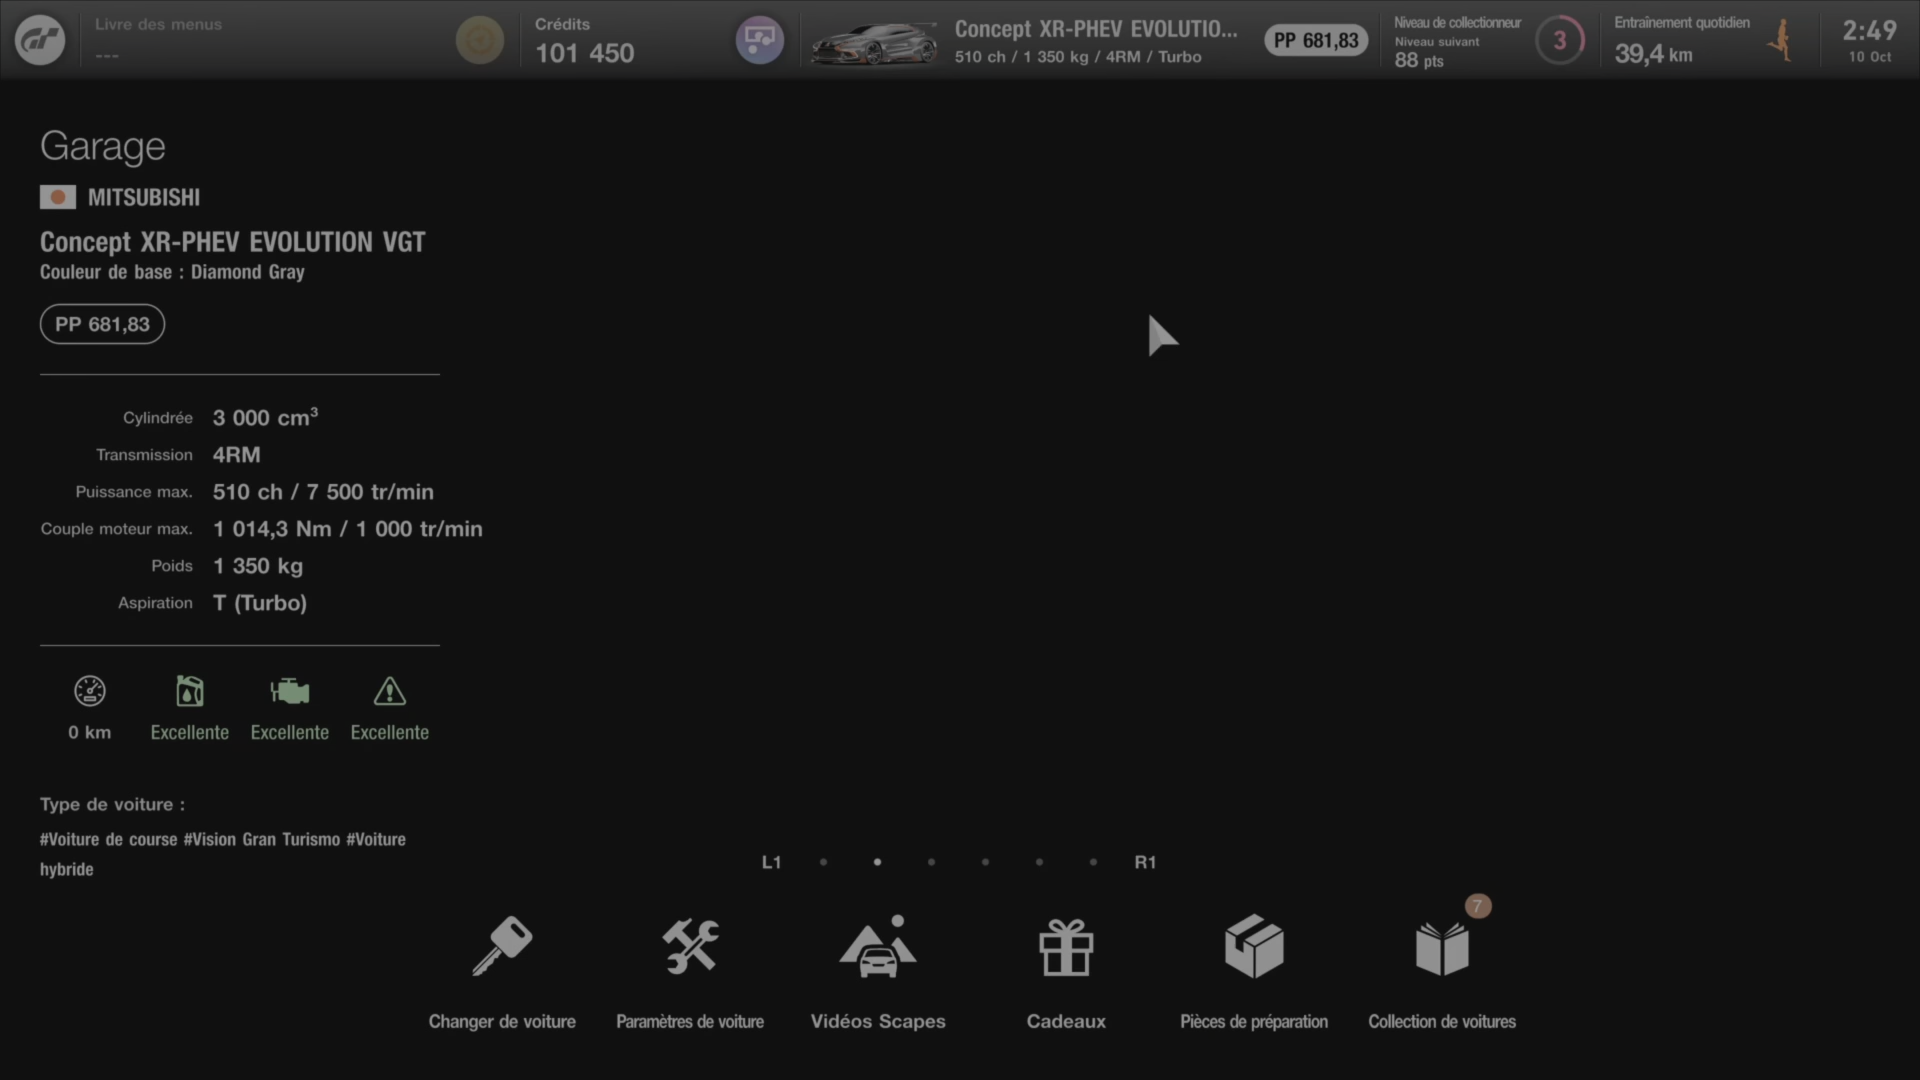 Livre des menus
---
Crédits
101 450
Concept XR-PHEV EVOLUTIO...
510 ch / 1 350 kg / 4RM / Turbo
PP 681,83
Niveau de collectionneur
Niveau suivant
88 pts
3
Entraînement quotidien
39,4 km
2:49
10 Oct
Garage
MITSUBISHI
Concept XR-PHEV EVOLUTION VGT
Couleur de base : Diamond Gray
PP 681,83
Cylindrée 3 000 cm³
Transmission 4RM
Puissance max. 510 ch / 7 500 tr/min
Couple moteur max. 1 014,3 Nm / 1 000 tr/min
Poids 1 350 kg
Aspiration T (Turbo)
0 km Excellente Excellente Excellente
Type de voiture :
#Voiture de course #Vision Gran Turismo #Voiture
hybride
L1 R1
7
Changer de voiture Paramètres de voiture Vidéos Scapes Cadeaux Pièces de préparation Collection de voitures